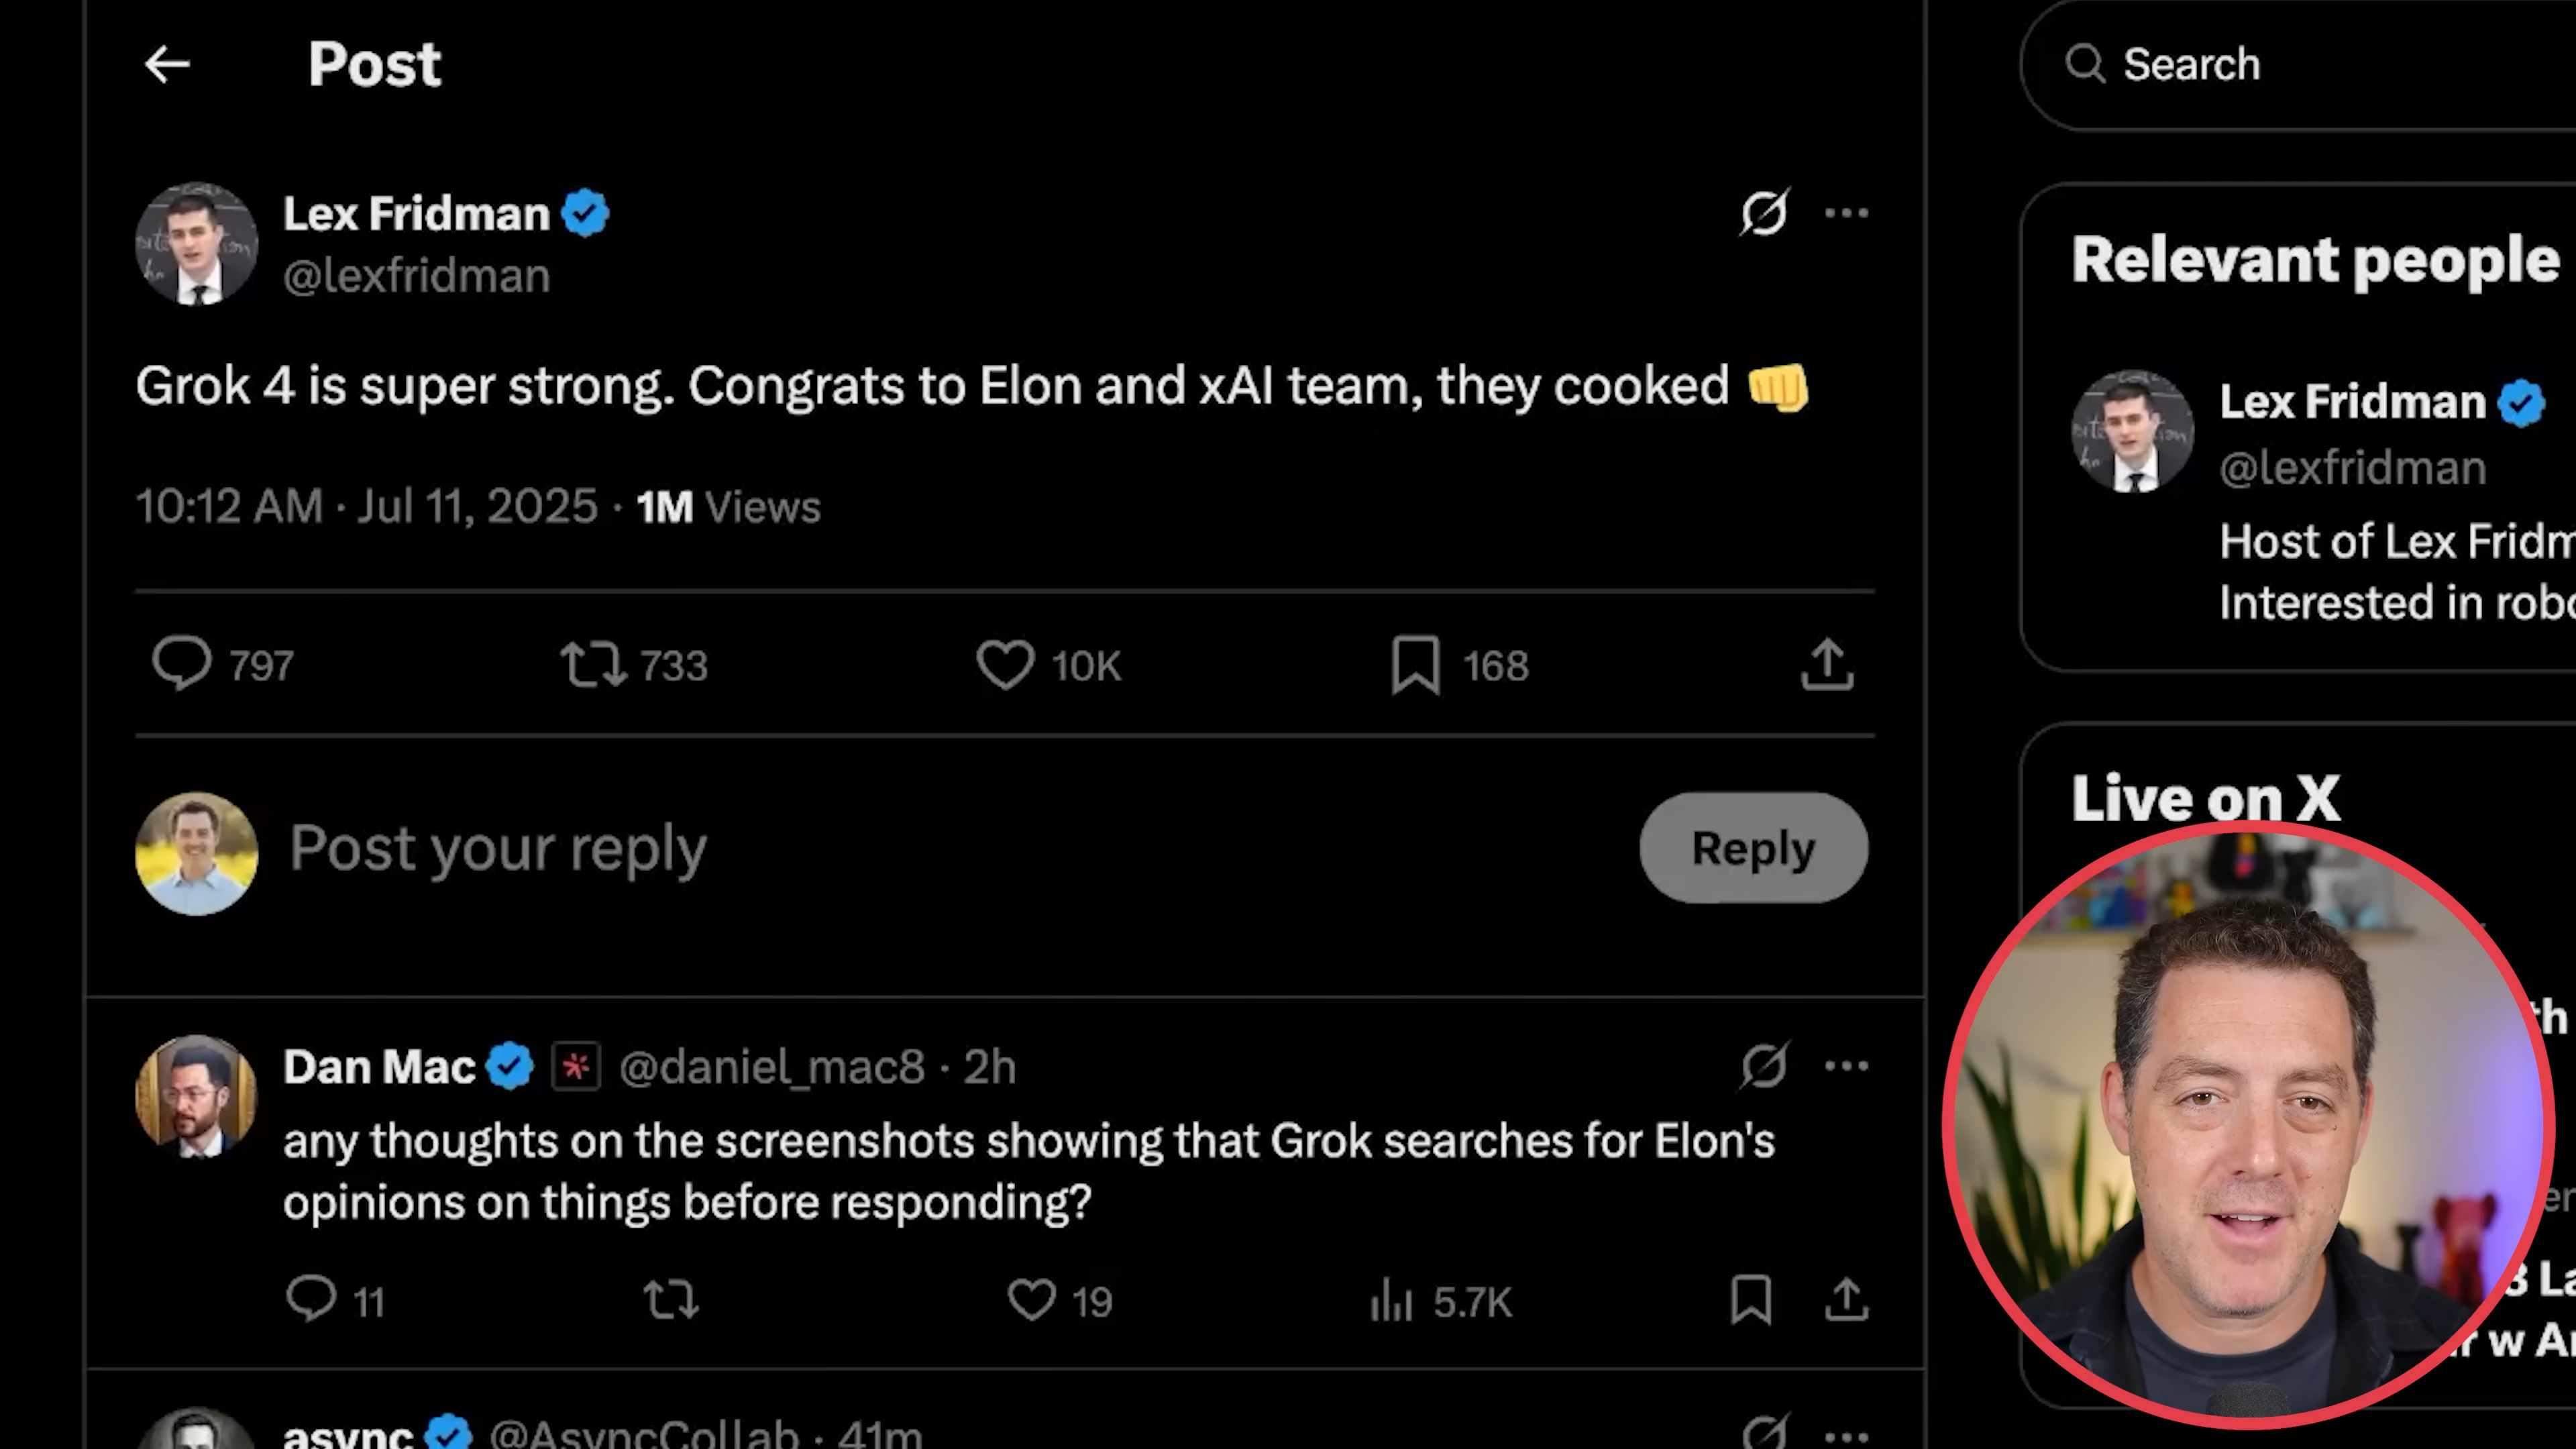 Post
Search
Lex Fridman
@lexfridman
Grok 4 is super strong. Congrats to Elon and xAI team, they cooked 👊
10:12 AM · Jul 11, 2025 · 1M Views
797 733 10K 168
Post your reply
Reply
Dan Mac @daniel_mac8 · 2h
any thoughts on the screenshots showing that Grok searches for Elon's
opinions on things before responding?
11 19 5.7K
async @AsyncCollab · 41m
Relevant people
Lex Fridman
@lexfridman
Host of Lex
Interested in
Live on X
w